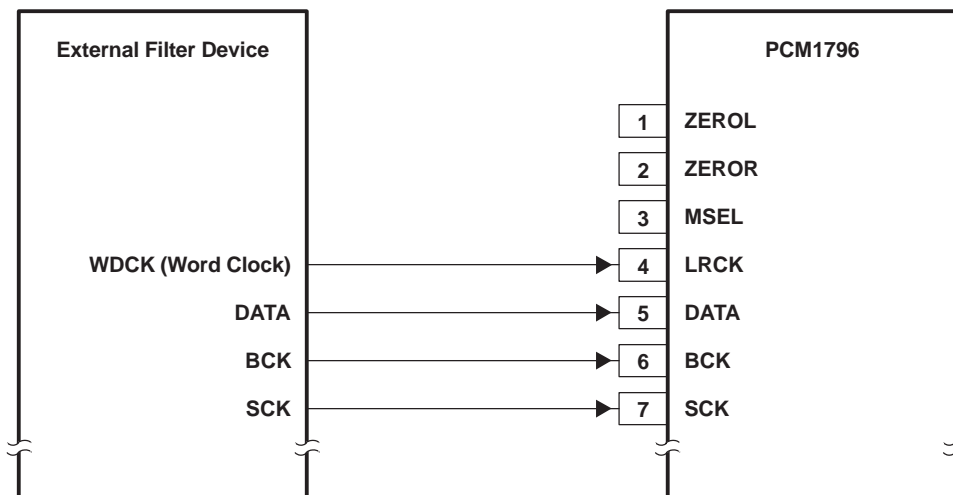 External Filter Device
PCM1796
1 ZEROL
2 ZEROR
3 MSEL
WDCK (Word Clock) 4 LRCK
DATA 5 DATA
BCK 6 BCK
SCK 7 SCK